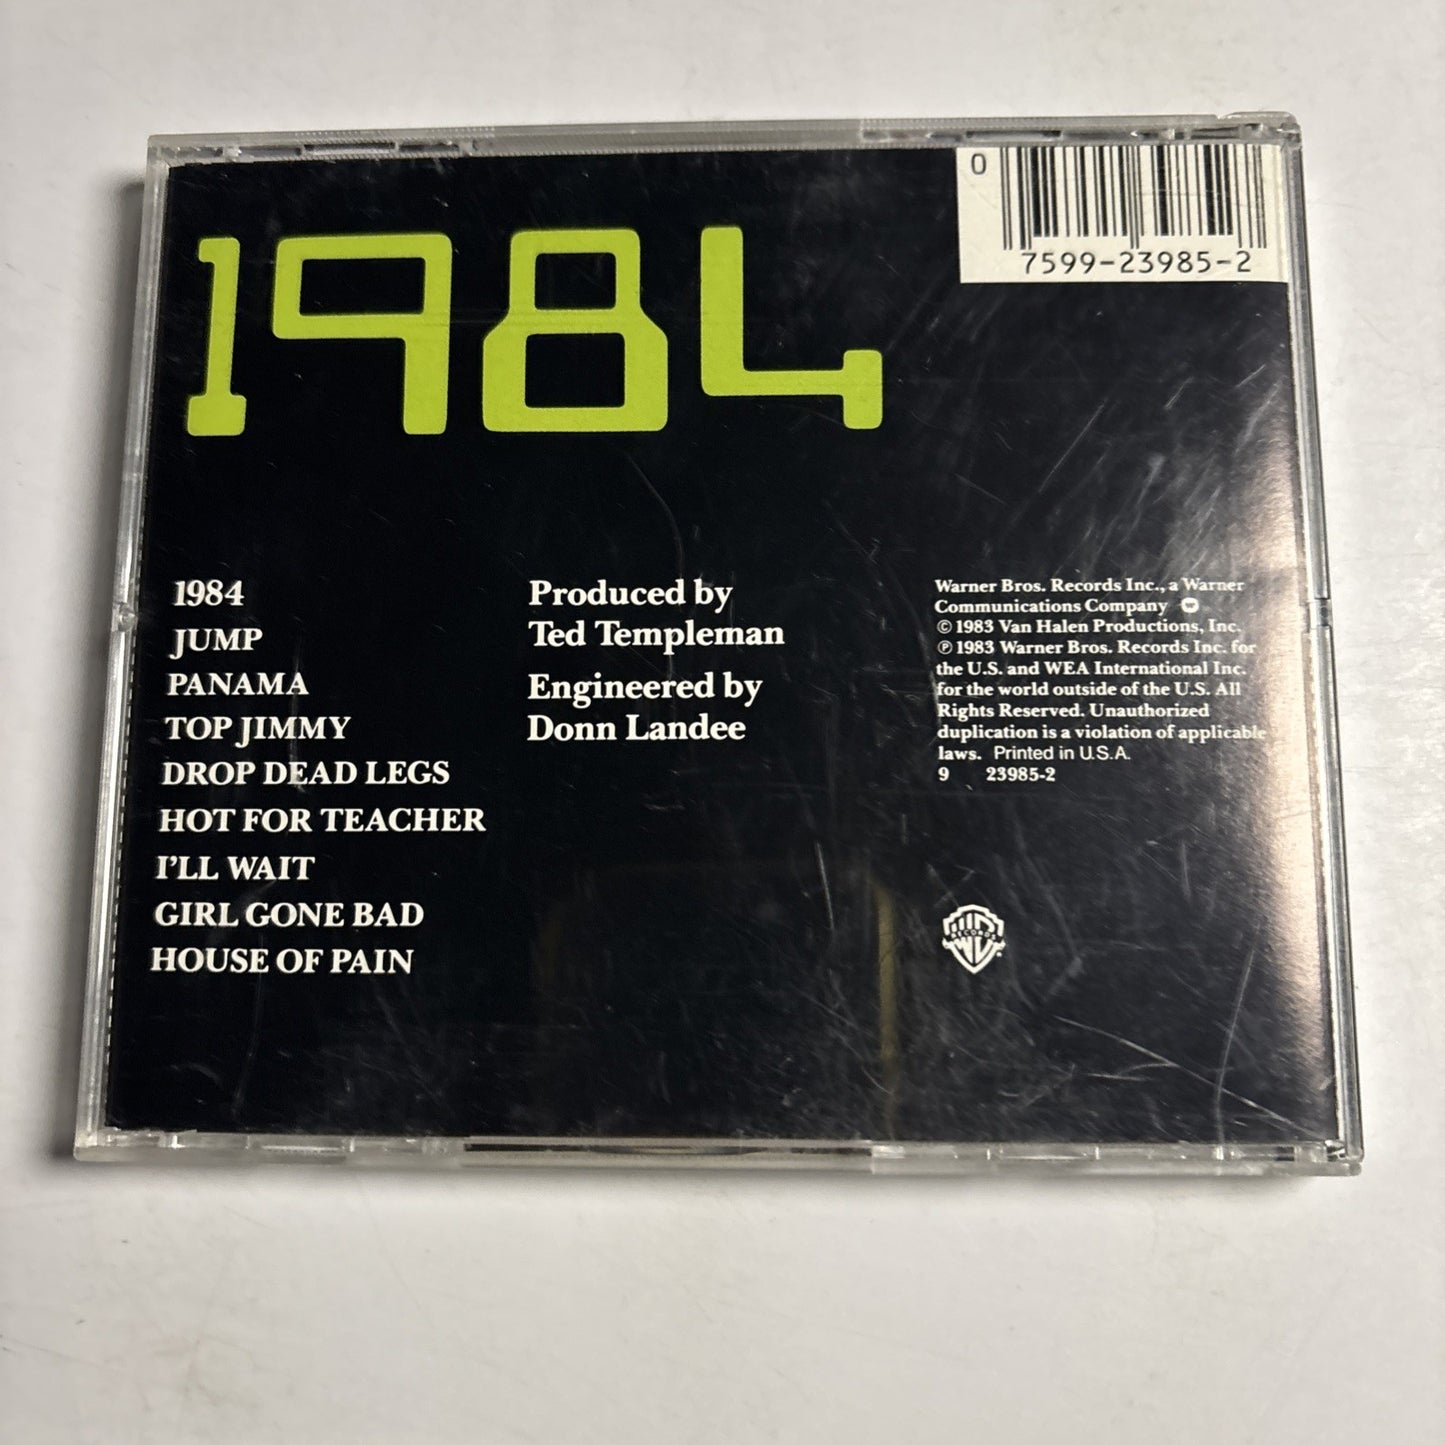 1984
0
7599-23985-2
1984
JUMP
PANAMA
TOP JIMMY
DROP DEAD LEGS
HOT FOR TEACHER
I'LL WAIT
GIRL GONE BAD
HOUSE OF PAIN
Produced by
Ted Templeman
Engineered by
Donn Landee
Warner Bros. Records Inc., a Warner
Communications Company
© 1983 Van Halen Productions, Inc.
℗ 1983 Warner Bros. Records Inc. for
the U.S. and WEA International Inc.
for the world outside of the U.S. All
Rights Reserved. Unauthorized
duplication is a violation of applicable
laws. Printed in U.S.A.
9 23985-2
RECORDS